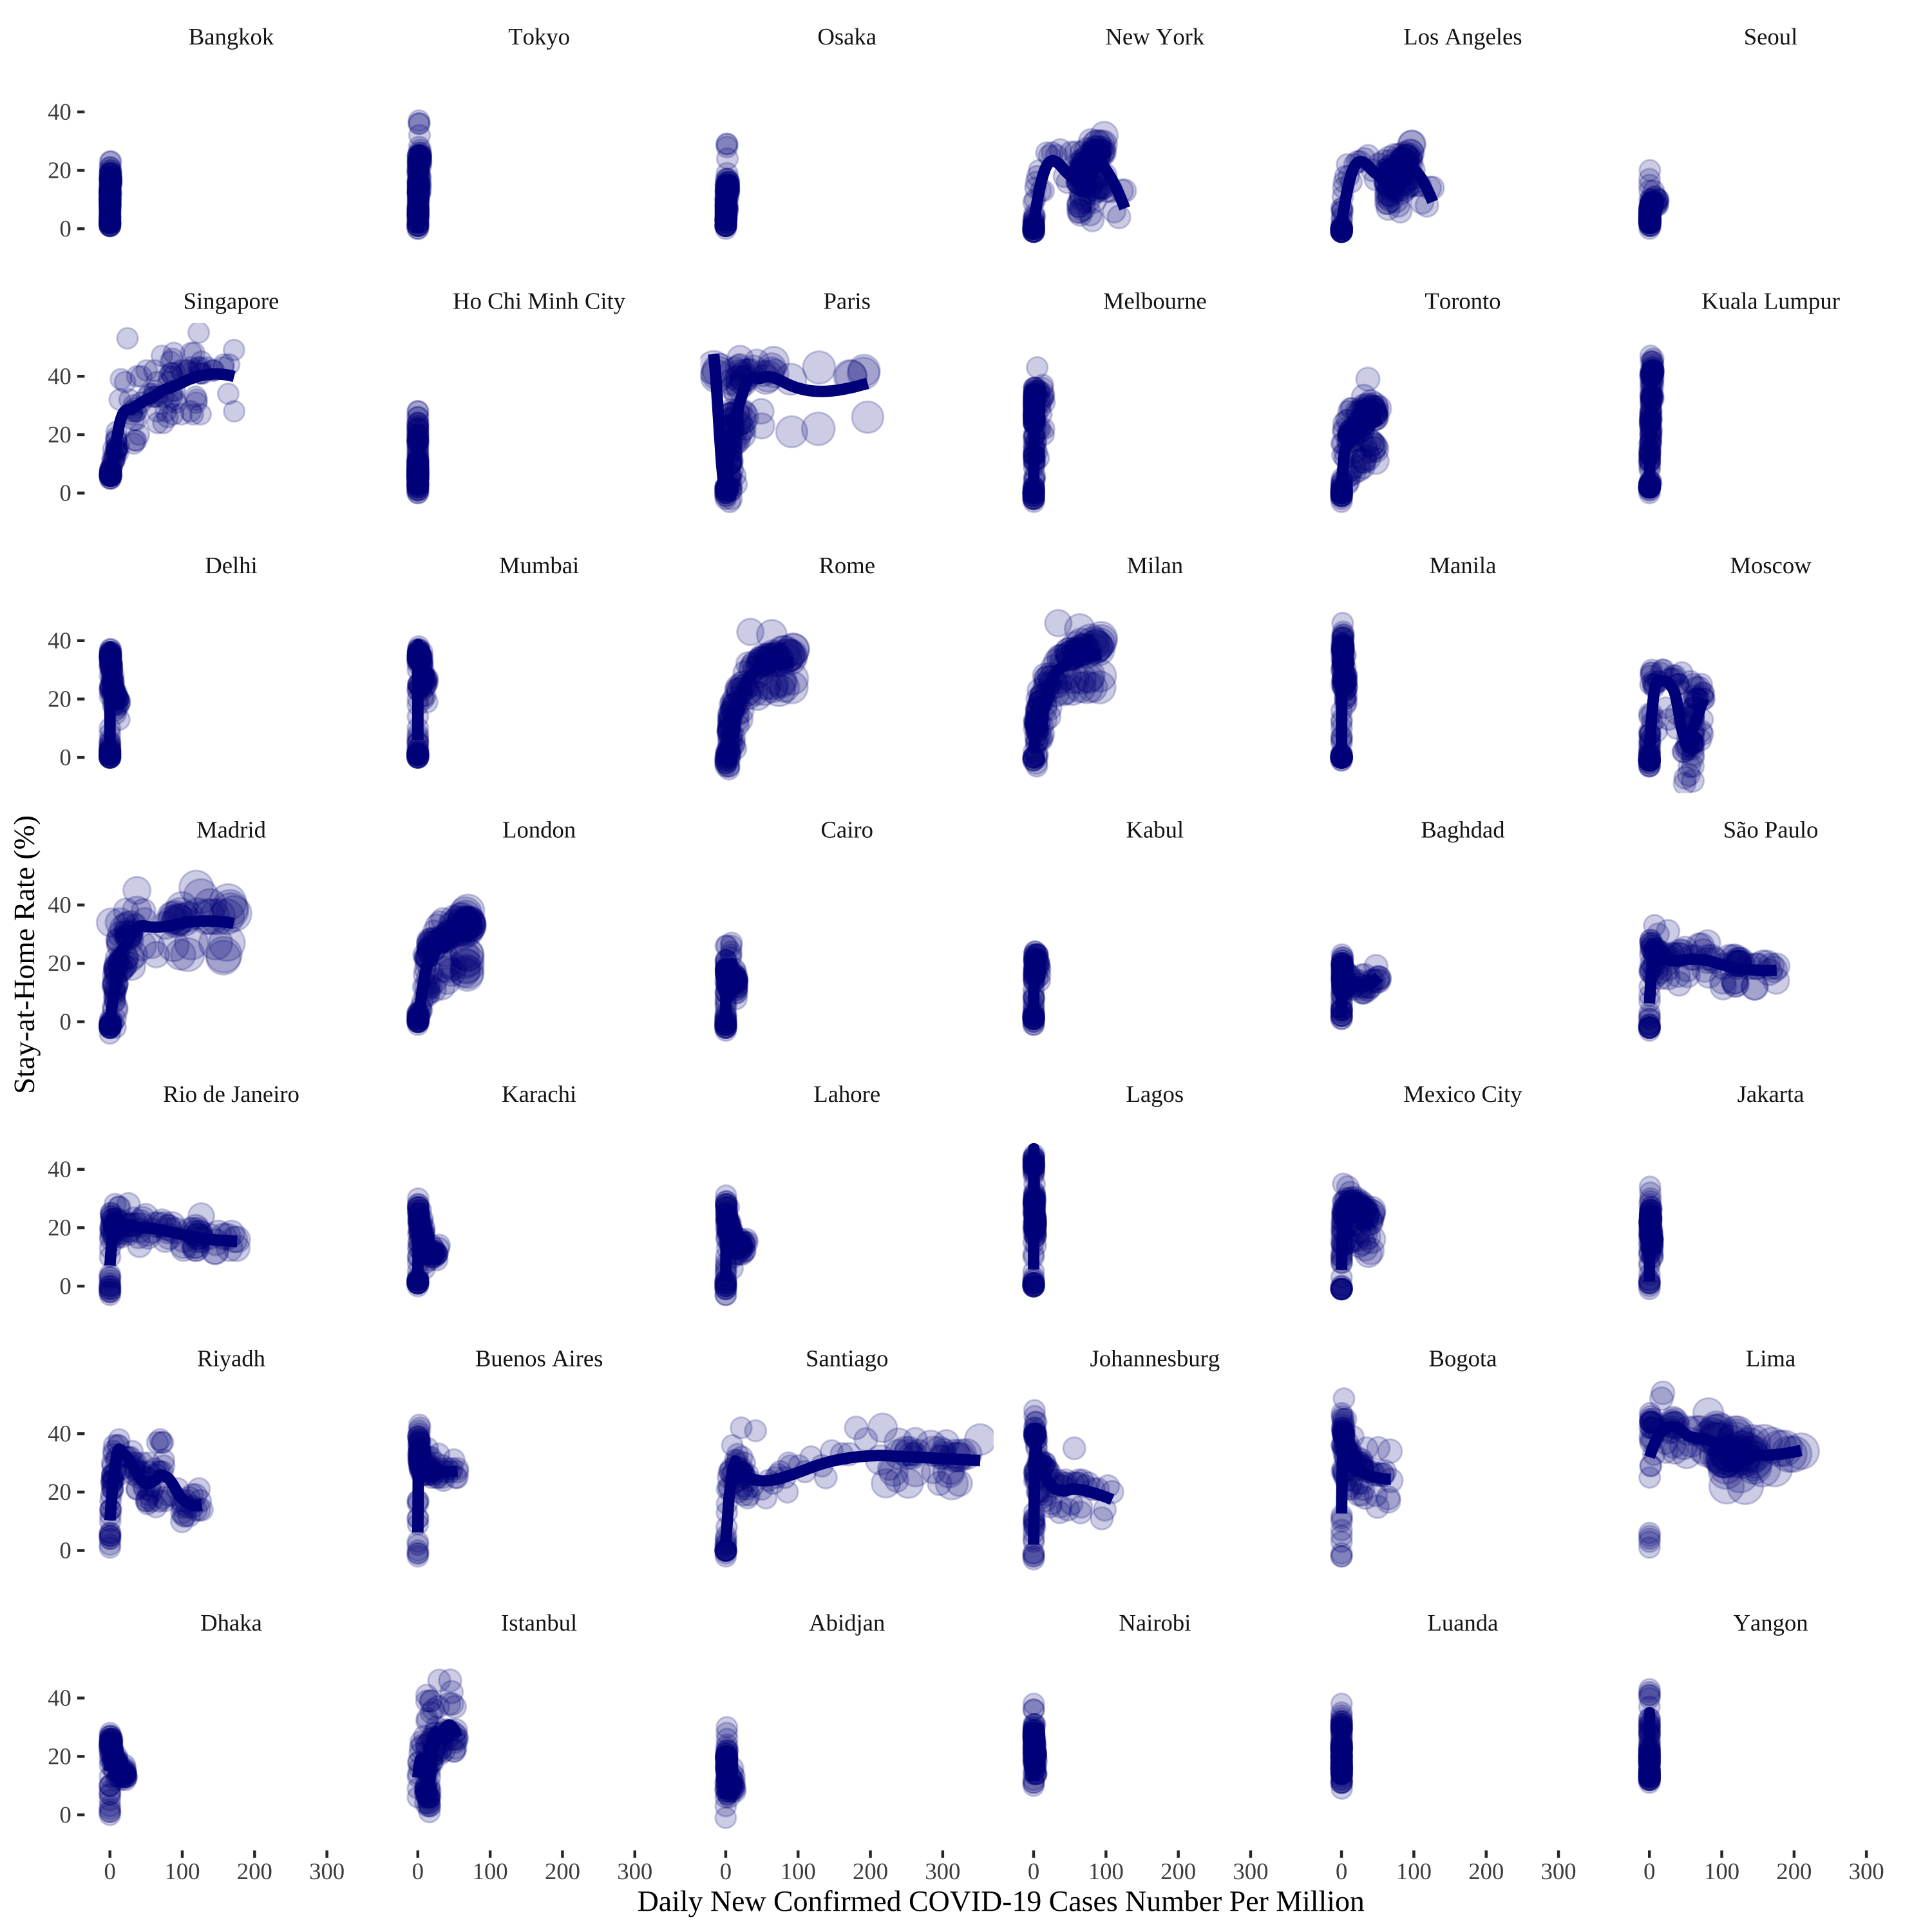 Bangkok Tokyo Osaka New York Los Angeles Seoul
40
20
0
Singapore Ho Chi Minh City Paris Melbourne Toronto Kuala Lumpur
40
20
0
Delhi Mumbai Rome Milan Manila Moscow
40
20
0
Stay-at-Home Rate (%)
Madrid London Cairo Kabul Baghdad São Paulo
40
20
0
Rio de Janeiro Karachi Lahore Lagos Mexico City Jakarta
40
20
0
Riyadh Buenos Aires Santiago Johannesburg Bogota Lima
40
20
0
Dhaka Istanbul Abidjan Nairobi Luanda Yangon
40
20
0
0 100 200 300 0 100 200 300 0 100 200 300 0 100 200 300 0 100 200 300 0 100 200 300
Daily New Confirmed COVID-19 Cases Number Per Million